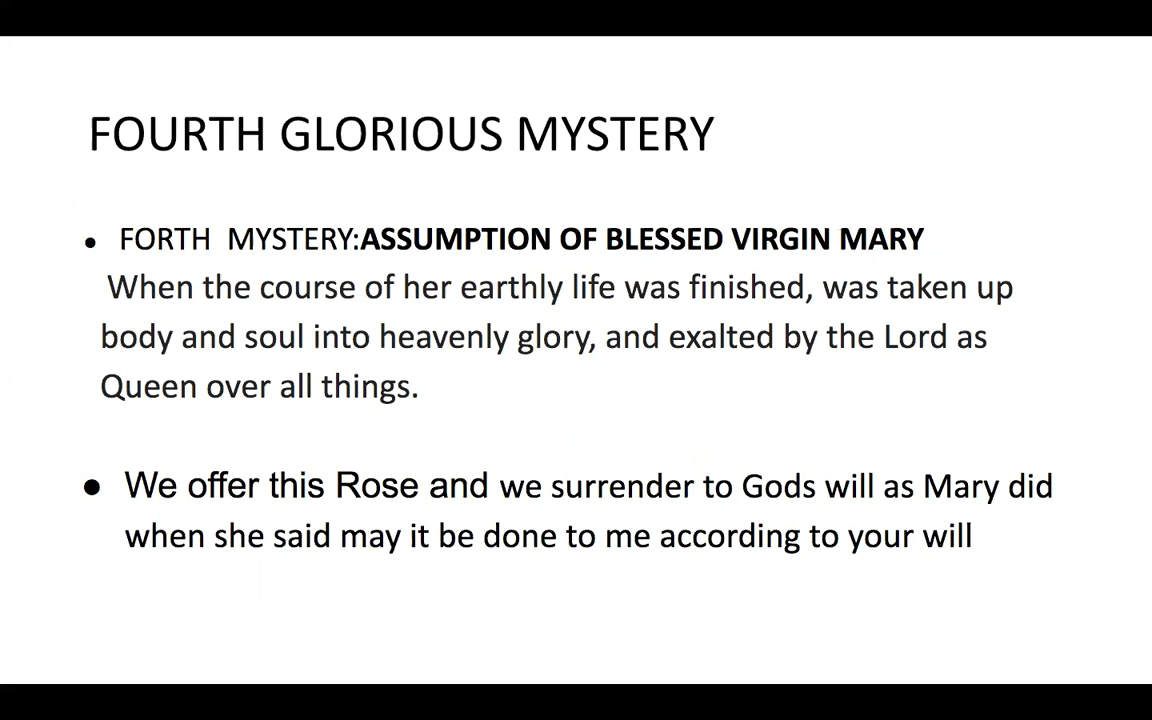 FOURTH GLORIOUS MYSTERY
• FORTH  MYSTERY:ASSUMPTION OF BLESSED VIRGIN MARY
When the course of her earthly life was finished, was taken up
body and soul into heavenly glory, and exalted by the Lord as
Queen over all things.
● We offer this Rose and we surrender to Gods will as Mary did
when she said may it be done to me according to your will